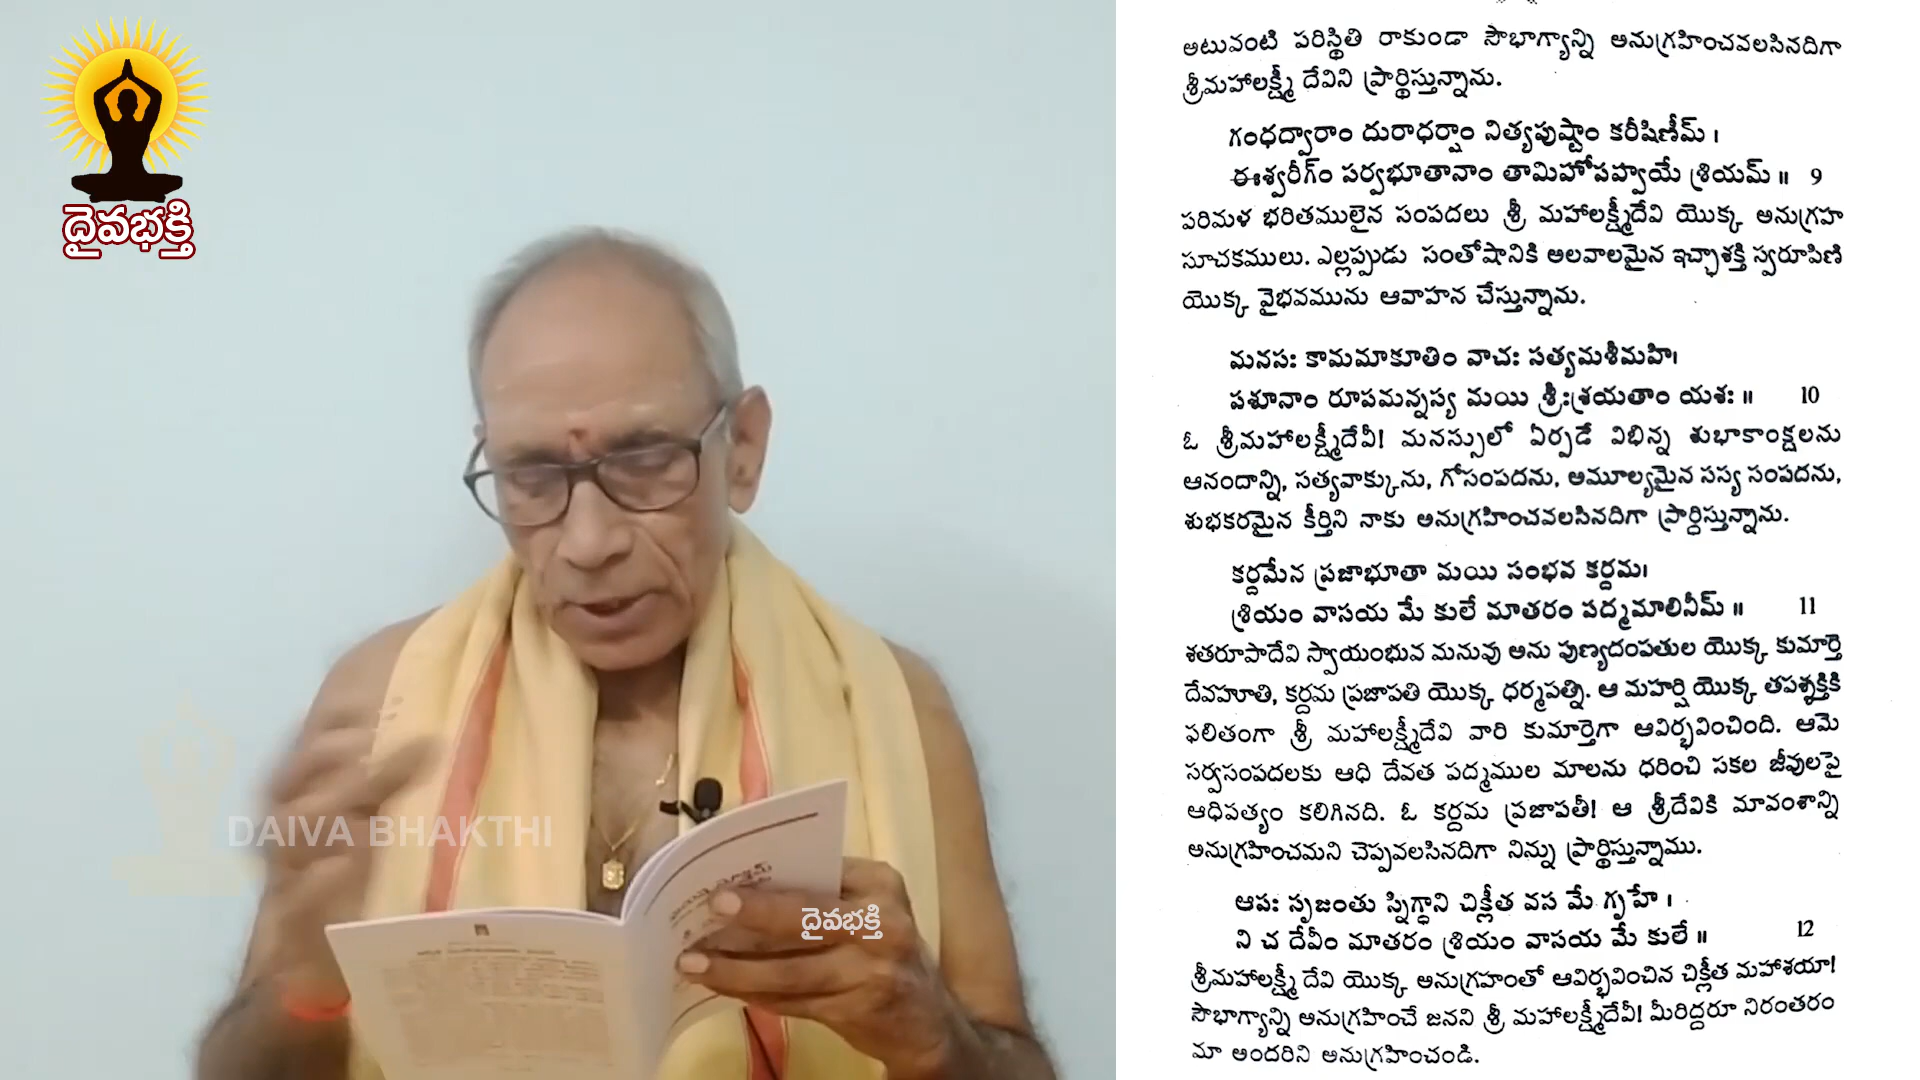 దైవభక్తి
DAIVA BHAKTHI
దైవభక్తి
అటువంటి పరిస్థితి రాకుండా సౌభాగ్యాన్ని అనుగ్రహించవలసినదిగా
శ్రీమహాలక్ష్మీ దేవిని ప్రార్థిస్తున్నాను.
గంధద్వారాం దురాధర్షాం నిత్యపుష్టాం కరీషిణీమ్ ।
ఈశ్వరీగ్ం పర్వభూతానాం తామిహోపహ్వయే శ్రియమ్ ॥ 9
పరిమళ భరితములైన సంపదలు శ్రీ మహాలక్ష్మీదేవి యొక్క అనుగ్రహ
సూచకములు. ఎల్లప్పుడు సంతోషానికి అలవాలమైన ఇచ్ఛాశక్తి స్వరూపిణి
యొక్క వైభవమును ఆవాహన చేస్తున్నాను.
మనసః కామమాకూతిం వాచః సత్యమశీమహి।
పశూనాం రూపమన్నస్య మయి శ్రీఃశ్రయతాం యశః ॥ 10
ఓ శ్రీమహాలక్ష్మీదేవీ! మనస్సులో ఏర్పడే విభిన్న శుభాకాంక్షలను
ఆనందాన్ని, సత్యవాక్కును, గోసంపదను, అమూల్యమైన సస్య సంపదను,
శుభకరమైన కీర్తిని నాకు అనుగ్రహించవలసినదిగా ప్రార్థిస్తున్నాను.
కర్దమేన ప్రజాభూతా మయి సంభవ కర్దమ।
శ్రియం వాసయ మే కులే మాతరం పద్మమాలినీమ్ ॥ 11
శతరూపాదేవి స్వాయంభువ మనువు అను పుణ్యదంపతుల యొక్క కుమార్తె
దేవహూతి, కర్దమ ప్రజాపతి యొక్క ధర్మపత్ని. ఆ మహర్షి యొక్క తపశ్శక్తికి
ఫలితంగా శ్రీ మహాలక్ష్మీదేవి వారి కుమార్తెగా ఆవిర్భవించింది. ఆమె
సర్వసంపదలకు ఆధి దేవత పద్మముల మాలను ధరించి సకల జీవులపై
ఆధిపత్యం కలిగినది. ఓ కర్దమ ప్రజాపతీ! ఆ శ్రీదేవికి మావంశాన్ని
అనుగ్రహించమని చెప్పవలసినదిగా నిన్ను ప్రార్థిస్తున్నాము.
ఆపః సృజంతు స్నిగ్ధాని చిక్లీత వస మే గృహే ।
ని చ దేవీం మాతరం శ్రియం వాసయ మే కులే ॥ 12
శ్రీమహాలక్ష్మీ దేవి యొక్క అనుగ్రహంతో ఆవిర్భవించిన చిక్లీత మహాశయా!
సౌభాగ్యాన్ని అనుగ్రహించే జనని శ్రీ మహాలక్ష్మీదేవీ! మీరిద్దరూ నిరంతరం
మా అందరిని అనుగ్రహించండి.